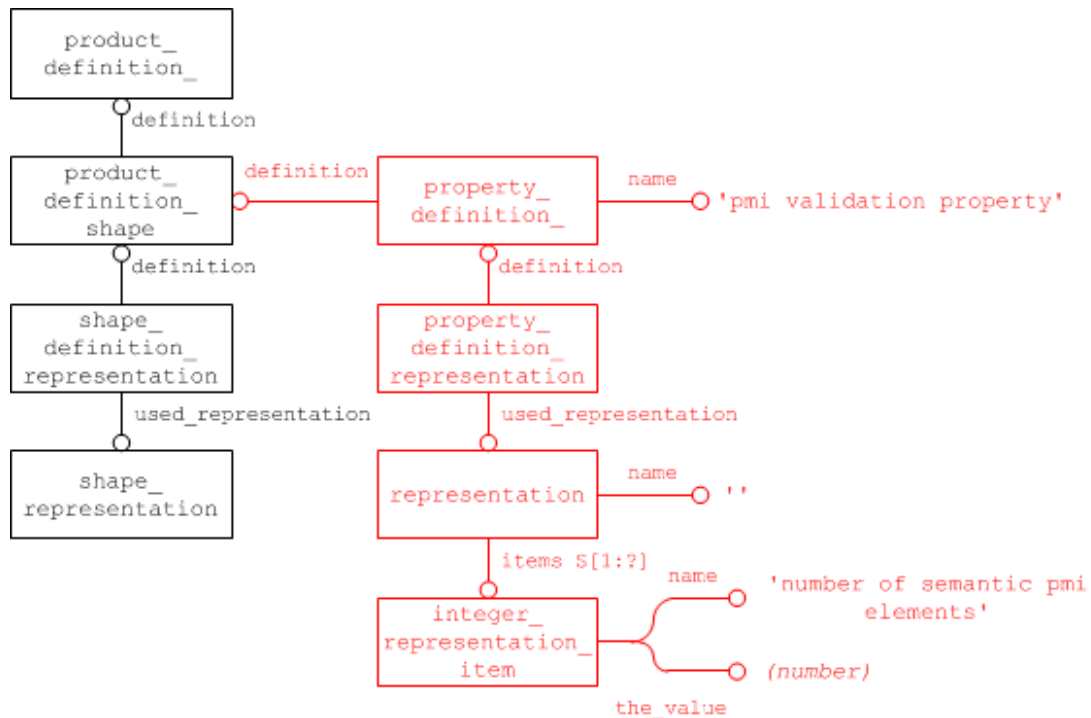 product_
definition_
definition
product_
definition_
shape
definition
property_
definition_
name
'pmi validation property'
definition
definition
shape_
definition_
representation
property_
definition_
representation
used_representation
used_representation
shape_
representation
representation
name
''
items S[1:?]
name
'number of semantic pmi
elements'
integer_
representation_
item
(number)
the_value